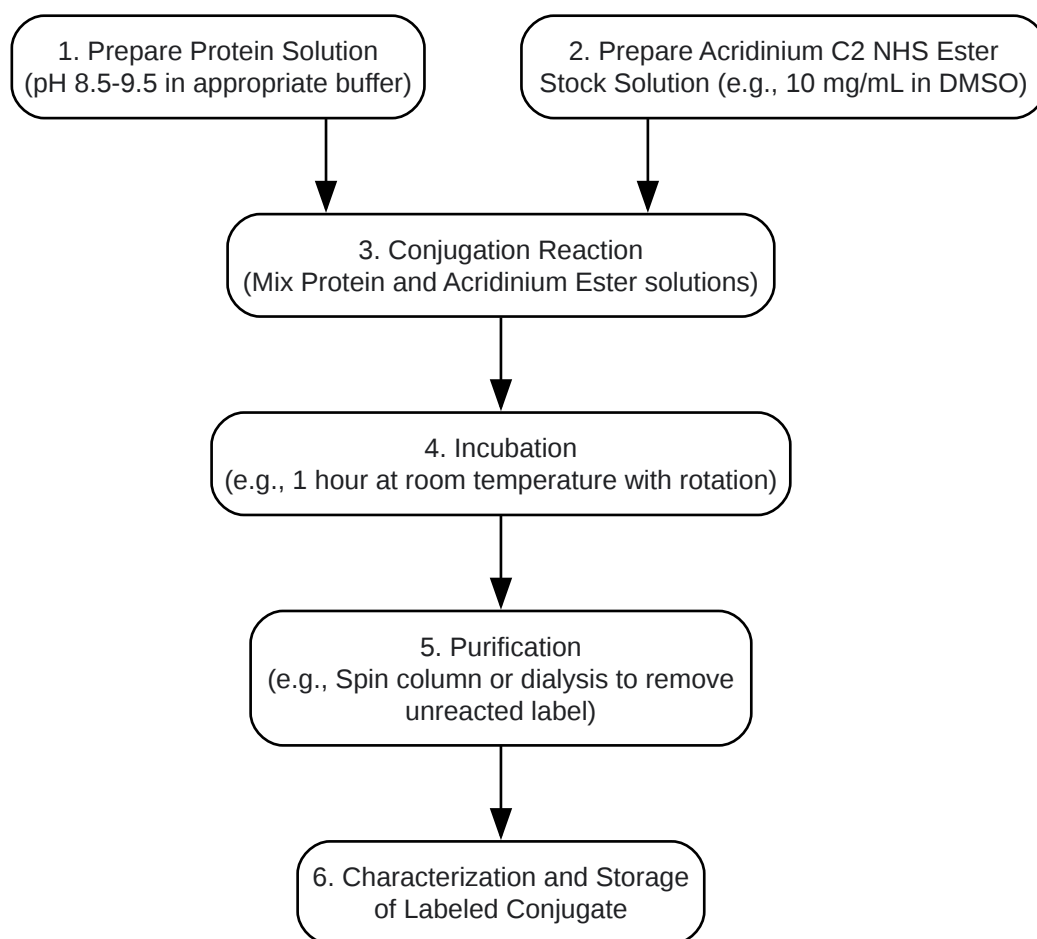 1. Prepare Protein Solution
(pH 8.5-9.5 in appropriate buffer)
2. Prepare Acridinium C2 NHS Ester
Stock Solution (e.g., 10 mg/mL in DMSO)
3. Conjugation Reaction
(Mix Protein and Acridinium Ester solutions)
4. Incubation
(e.g., 1 hour at room temperature with rotation)
5. Purification
(e.g., Spin column or dialysis to remove
unreacted label)
6. Characterization and Storage
of Labeled Conjugate